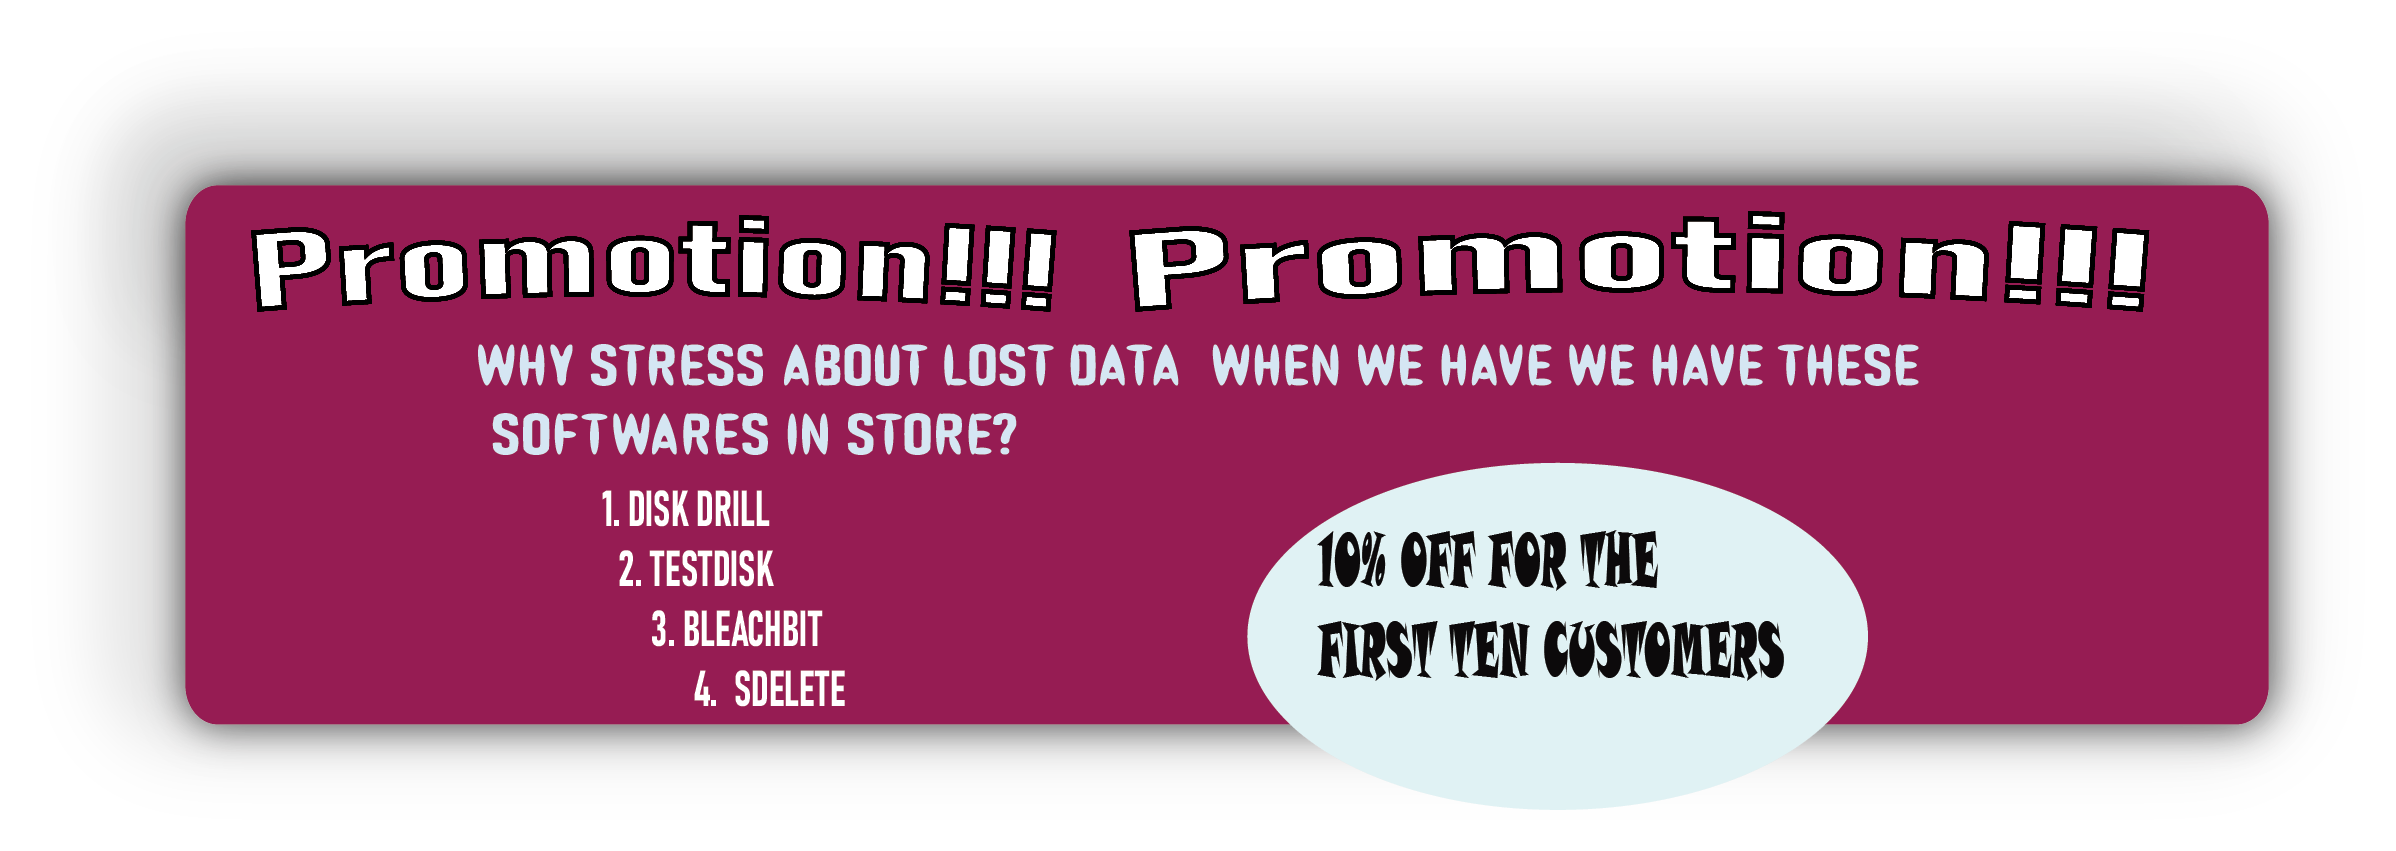 Promotion!!! Promotion!!!
WHY STRESS ABOUT LOST DATA WHEN WE HAVE WE HAVE THESE
SOFTWARES IN STORE?
1. DISK DRILL
2. TESTDISK
3. BLEACHBIT
4. SDELETE
10% OFF FOR THE
FIRST TEN CUSTOMERS